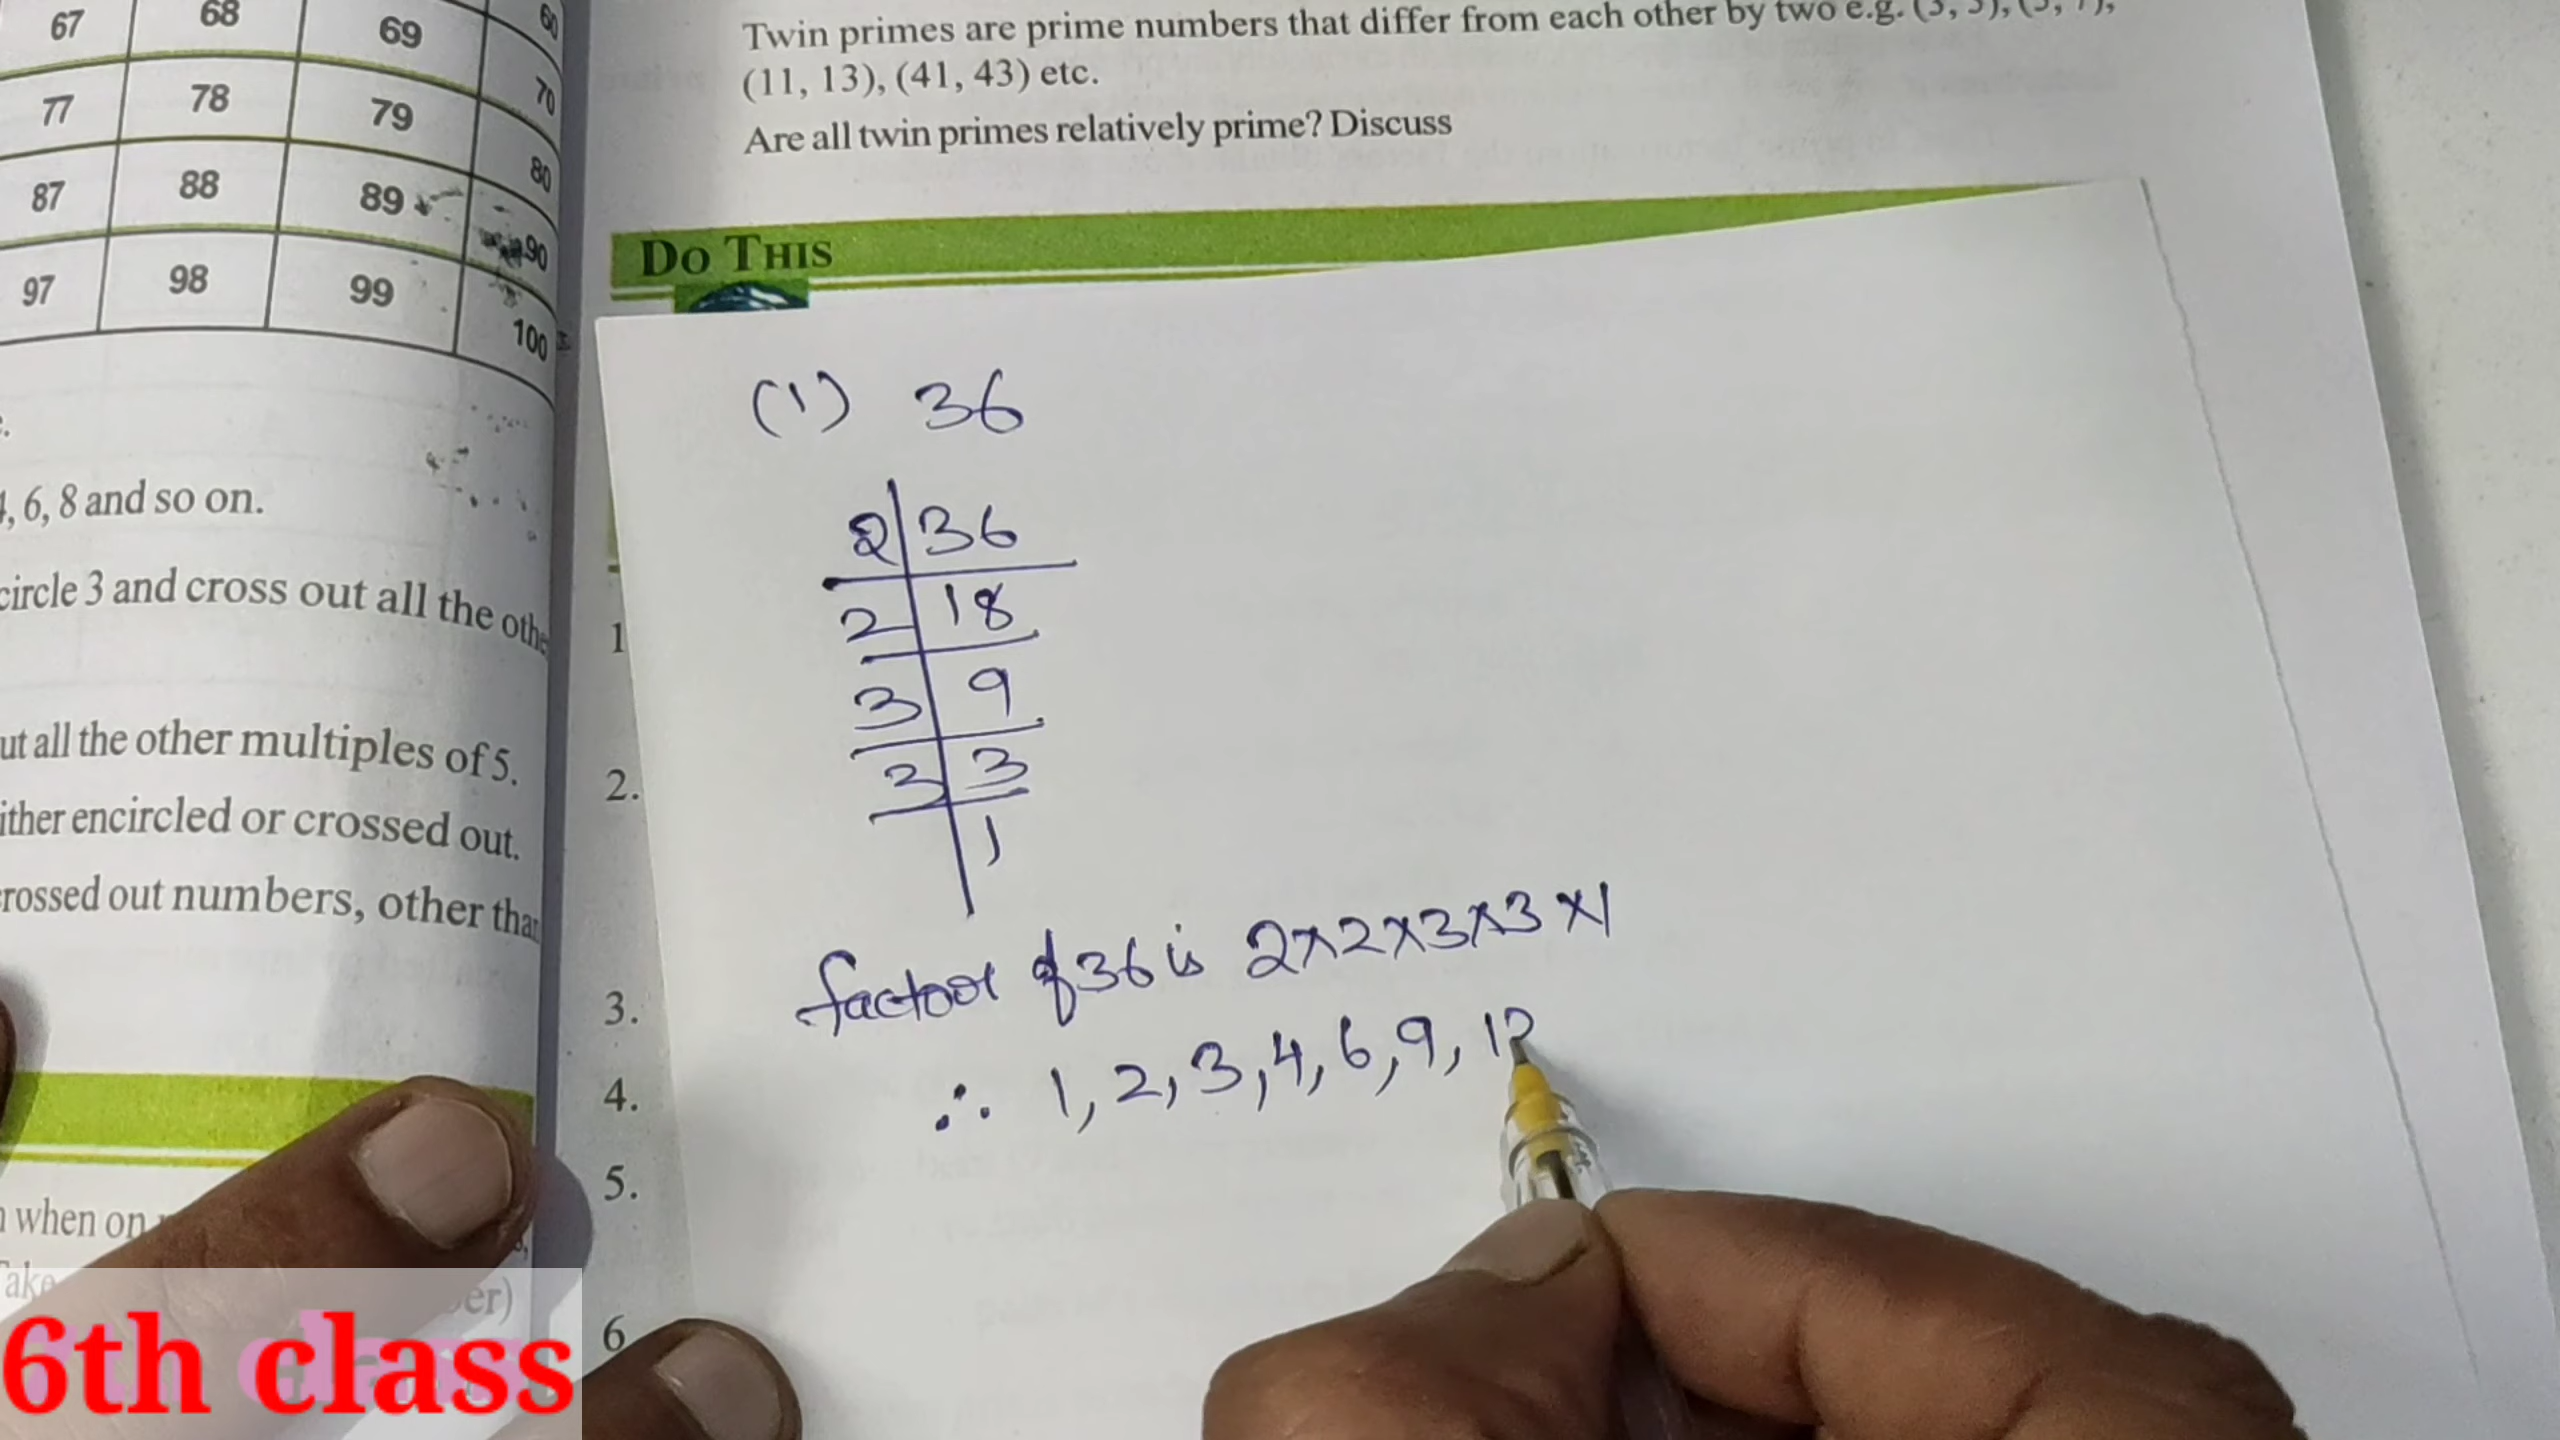 67 68 69 60
77 78 79 70
87 88 89 80
97 98 99 90
100
, 6, 8 and so on.
circle 3 and cross out all the
ut all the other multiples of 5.
ither encircled or crossed out.
rossed out numbers, other
when on
6th class
Twin primes are prime numbers that differ from each other by two e.g.
(11, 13), (41, 43) etc.
Are all twin primes relatively prime? Discuss
DO THIS
(1) 36
2 36
2 18
3 9
3 3
1
factor of 36 is 2×2×3×3×1
∴ 1, 2, 3, 4, 6, 9, 12
1
2.
3.
4.
5.
6